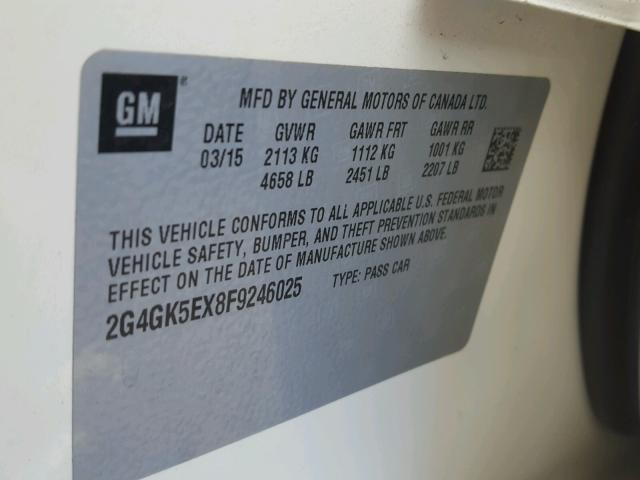 GM ®
MFD BY GENERAL MOTORS OF CANADA LTD.
DATE GVWR GAWR FRT GAWR RR
03/15 2113 KG 1112 KG 1001 KG
4658 LB 2451 LB 2207 LB
THIS VEHICLE CONFORMS TO ALL APPLICABLE U.S. FEDERAL MOTOR
VEHICLE SAFETY, BUMPER, AND THEFT PREVENTION STANDARDS IN
EFFECT ON THE DATE OF MANUFACTURE SHOWN ABOVE.
2G4GK5EX8F9246025 TYPE: PASS CAR